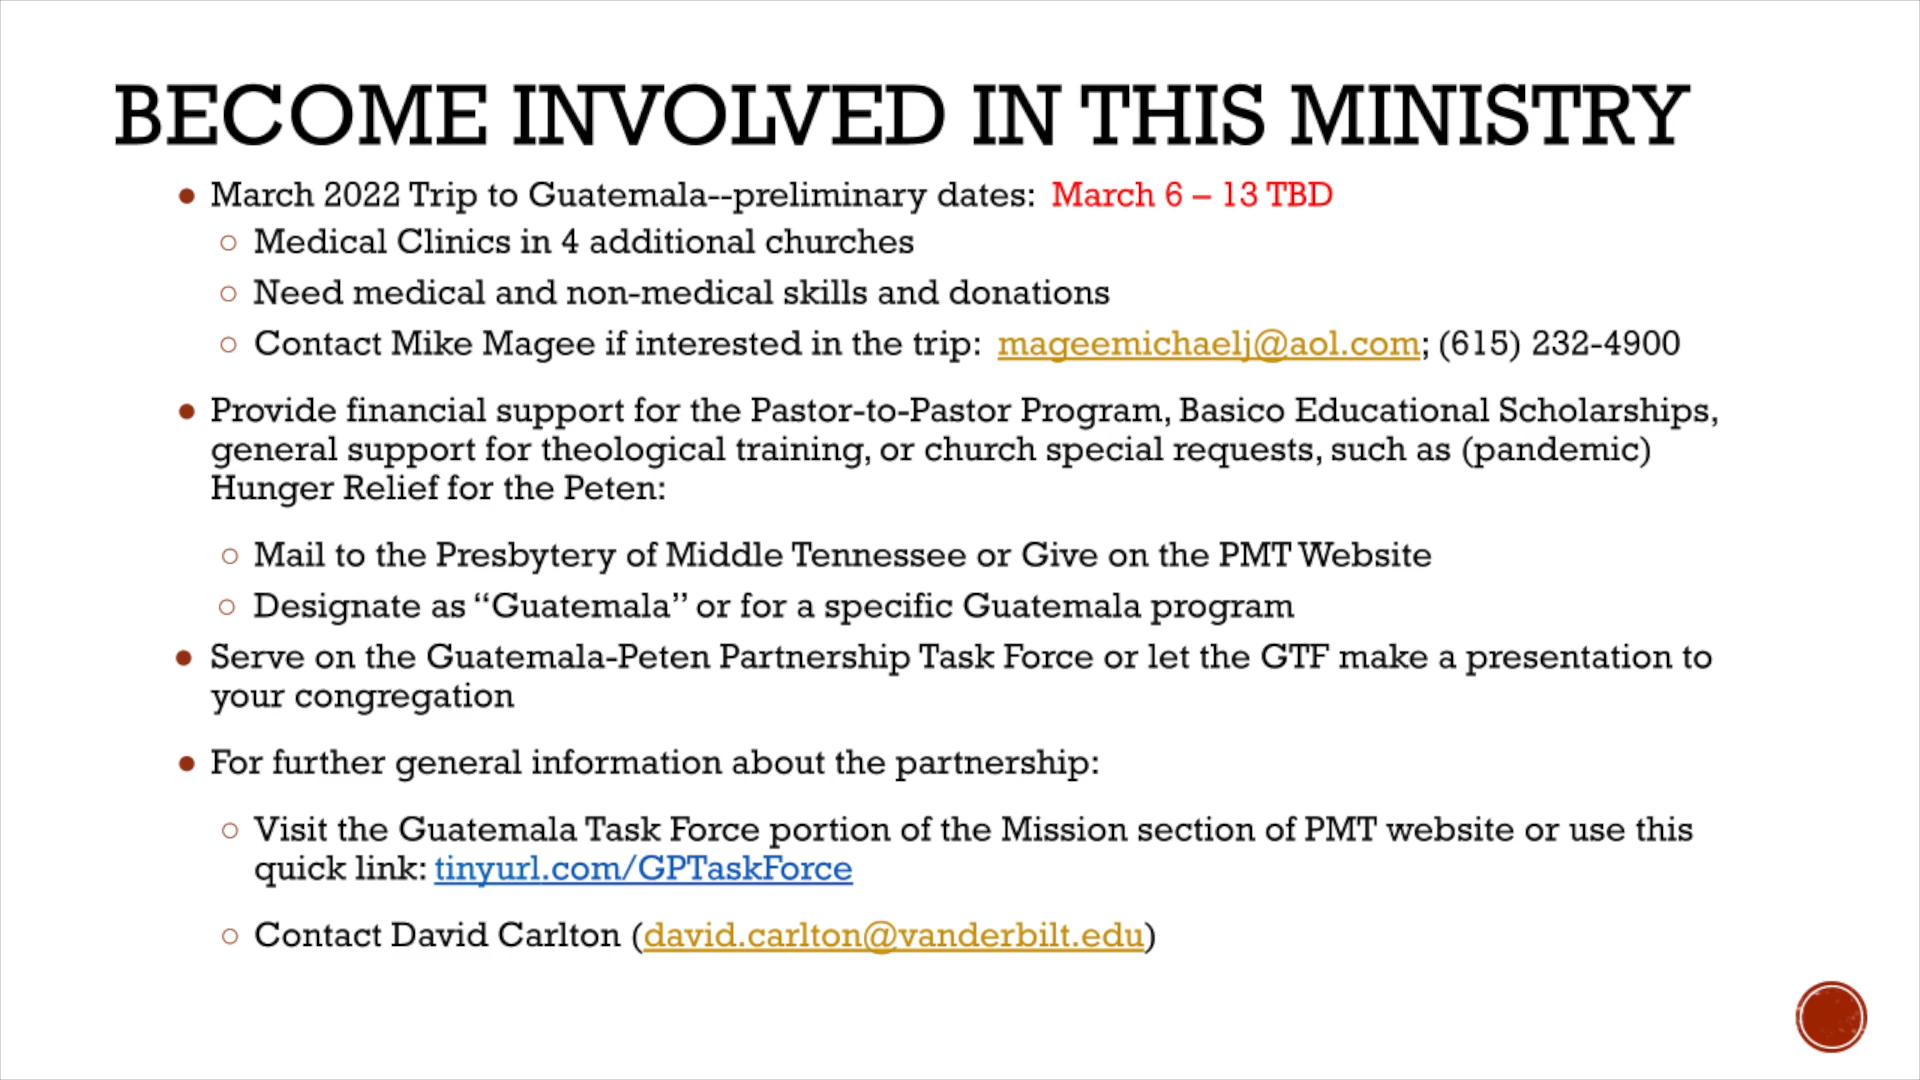 BECOME INVOLVED IN THIS MINISTRY
● March 2022 Trip to Guatemala--preliminary dates: March 6 – 13 TBD
○ Medical Clinics in 4 additional churches
○ Need medical and non-medical skills and donations
○ Contact Mike Magee if interested in the trip: mageemichaelj@aol.com; (615) 232-4900
● Provide financial support for the Pastor-to-Pastor Program, Basico Educational Scholarships,
general support for theological training, or church special requests, such as (pandemic)
Hunger Relief for the Peten:
○ Mail to the Presbytery of Middle Tennessee or Give on the PMT Website
○ Designate as “Guatemala” or for a specific Guatemala program
● Serve on the Guatemala-Peten Partnership Task Force or let the GTF make a presentation to
your congregation
● For further general information about the partnership:
○ Visit the Guatemala Task Force portion of the Mission section of PMT website or use this
quick link: tinyurl.com/GPTaskForce
○ Contact David Carlton (david.carlton@vanderbilt.edu)